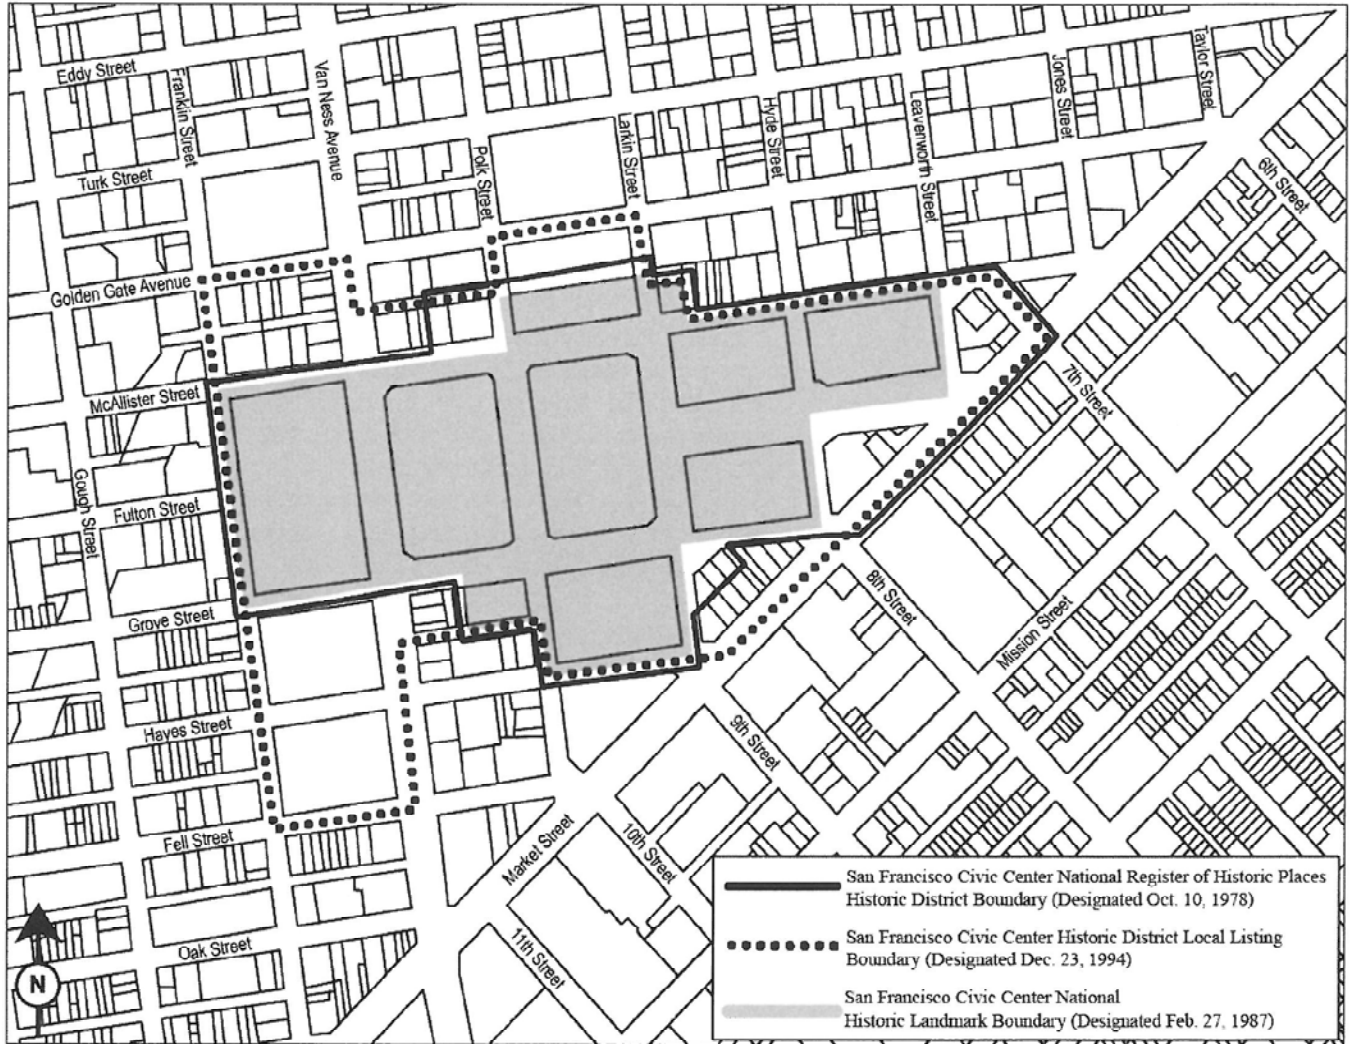 Eddy Street
Franklin Street
Van Ness Avenue
Polk Street
Larkin Street
Hyde Street
Leavenworth Street
Jones Street
Taylor Street
6th Street
Turk Street
Golden Gate Avenue
McAllister Street
7th Street
Gough Street
Fulton Street
8th Street
Grove Street
Mission Street
Hayes Street
9th Street
Fell Street
Market Street
10th Street
Oak Street
11th Street
N
San Francisco Civic Center National Register of Historic Places
Historic District Boundary (Designated Oct. 10, 1978)
San Francisco Civic Center Historic District Local Listing
Boundary (Designated Dec. 23, 1994)
San Francisco Civic Center National
Historic Landmark Boundary (Designated Feb. 27, 1987)